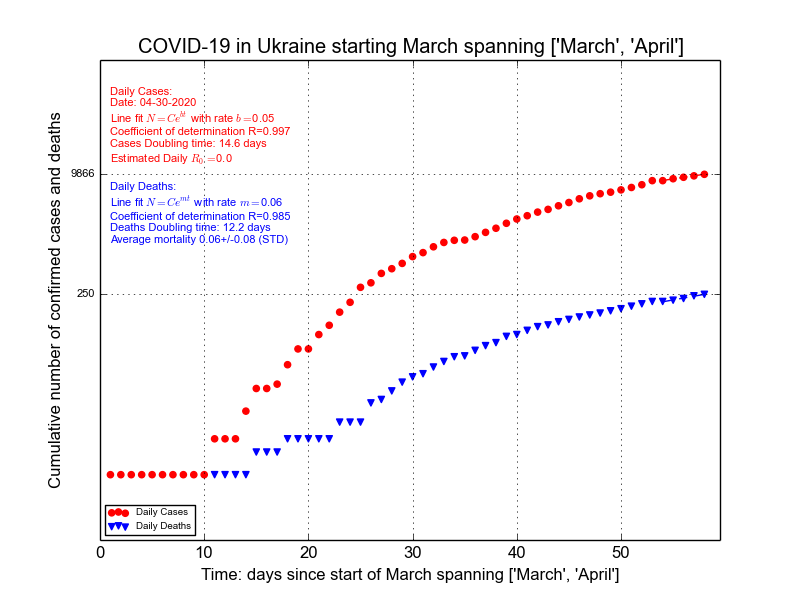 COVID-19 in Ukraine starting March spanning ['March', 'April']
Daily Cases:
Date: 04-30-2020
Line fit N = Ce^{bt} with rate b =0.05
Coefficient of determination R=0.997
Cases Doubling time: 14.6 days
Estimated Daily R_0 =0.0
Daily Deaths:
Line fit N = Ce^{mt} with rate m =0.06
Coefficient of determination R=0.985
Deaths Doubling time: 12.2 days
Average mortality 0.06+/-0.08 (STD)
Cumulative number of confirmed cases and deaths
9866
250
Daily Cases
Daily Deaths
0 10 20 30 40 50
Time: days since start of March spanning ['March', 'April']